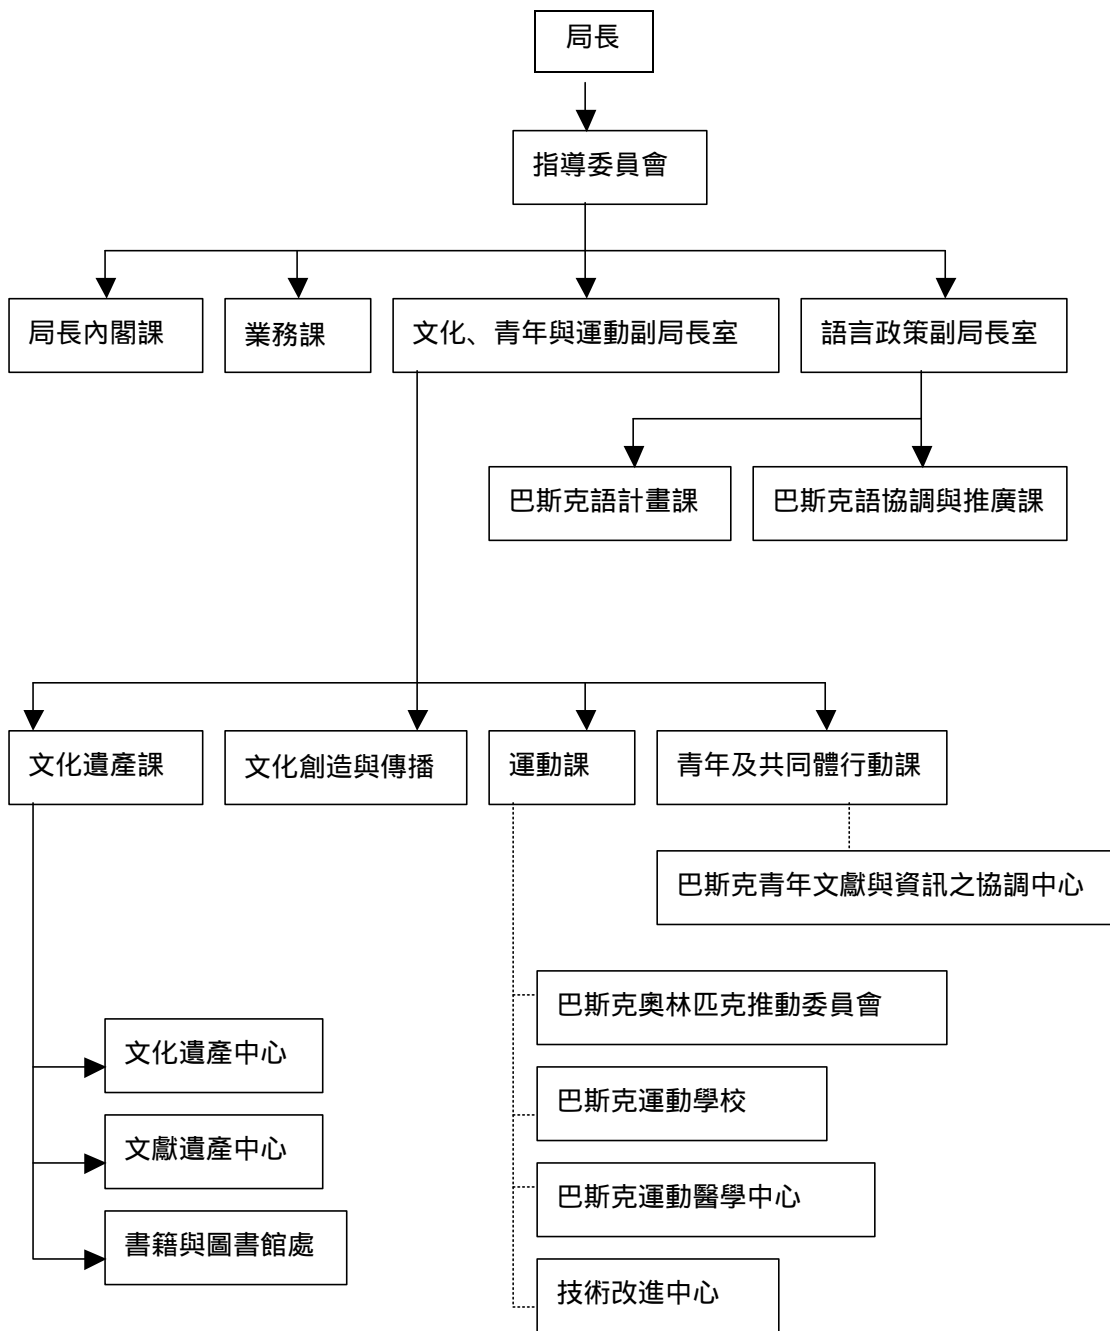 局長
指導委員會
局長內閣課
業務課
文化、青年與運動副局長室
語言政策副局長室
巴斯克語計畫課
巴斯克語協調與推廣課
文化遺產課
文化創造與傳播
運動課
青年及共同體行動課
巴斯克青年文獻與資訊之協調中心
巴斯克奧林匹克推動委員會
文化遺產中心
巴斯克運動學校
文獻遺產中心
巴斯克運動醫學中心
書籍與圖書館處
技術改進中心